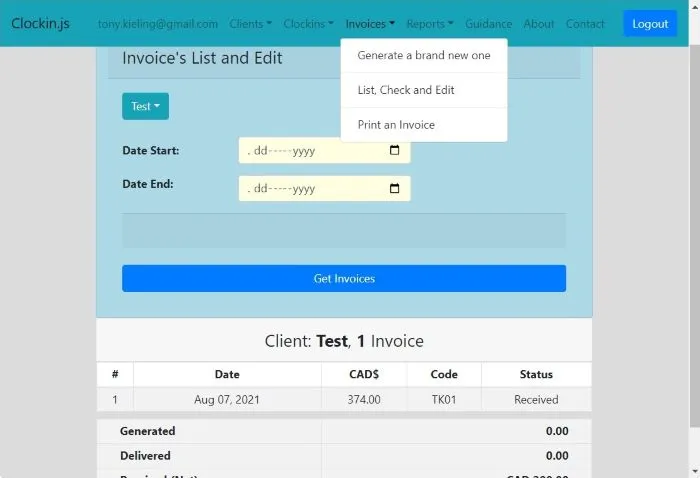 Clockin.js tony.kieling@gmail.com Clients Clockins Invoices Reports Guidance About Contact Logout
Generate a brand new one
List, Check and Edit
Print an Invoice
Invoice's List and Edit
Test
Date Start: . dd-----yyyy
Date End: . dd-----yyyy
Get Invoices
Client: Test, 1 Invoice
# Date CAD$ Code Status
1 Aug 07, 2021 374.00 TK01 Received
Generated 0.00
Delivered 0.00